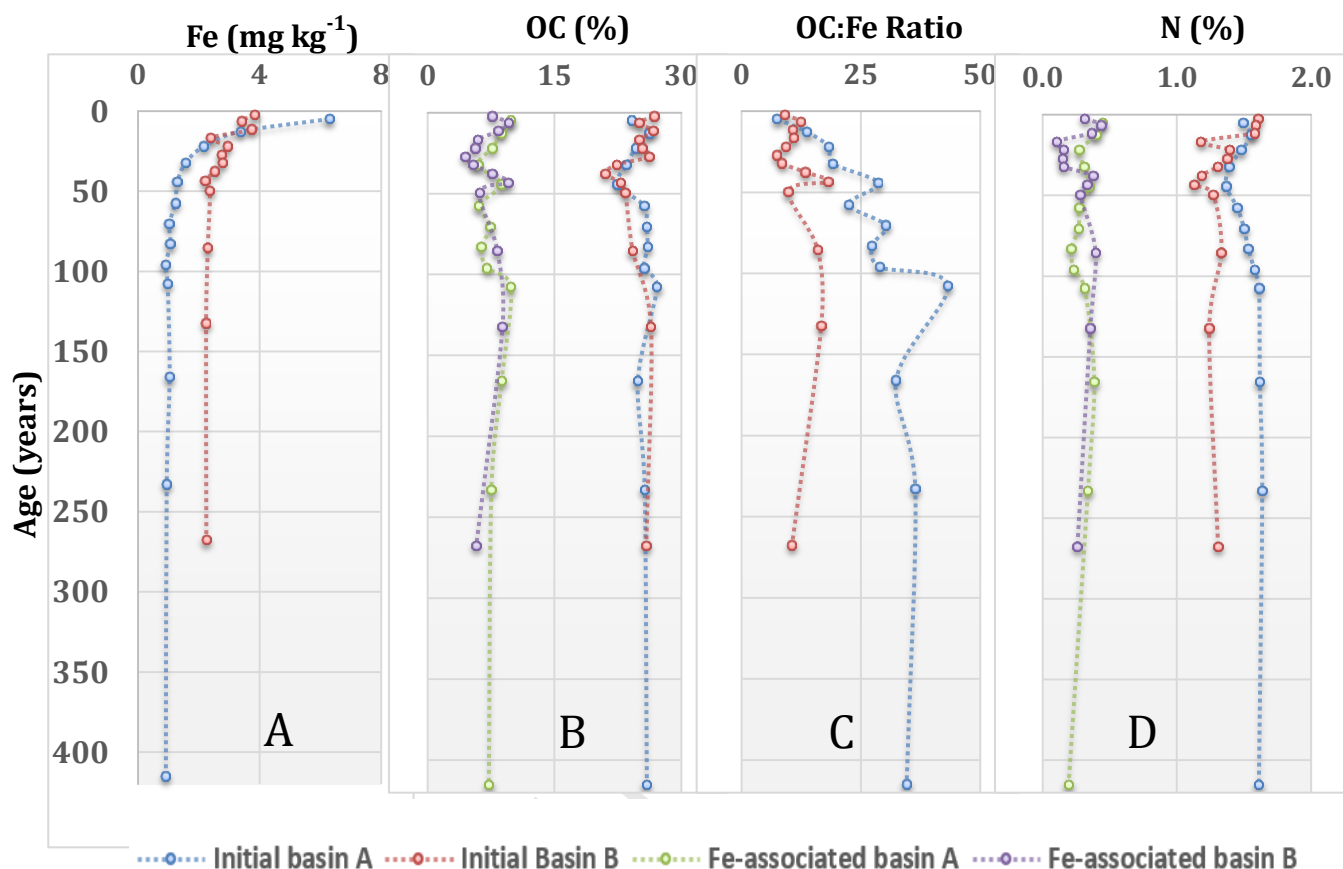 Fe (mg kg⁻¹) OC (%) OC:Fe Ratio N (%)
0 4 8 0 15 30 0 25 50 0.0 1.0 2.0
0
50
100
150
200
250
300
350
400
Age (years)
A B C D
Initial basin A Initial Basin B Fe-associated basin A Fe-associated basin B